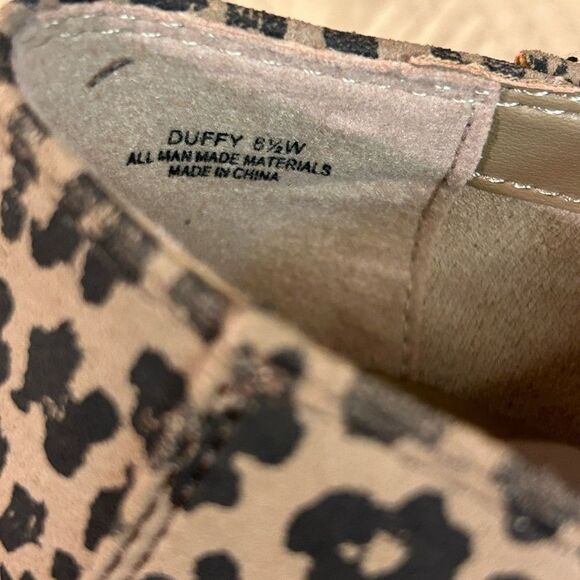 DUFFY 6½W
ALL MAN MADE MATERIALS
MADE IN CHINA